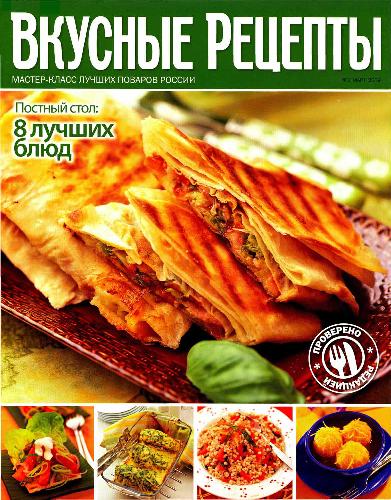 ВКУСНЫЕ РЕЦЕПТЫ
МАСТЕР-КЛАСС ЛУЧШИХ ПОВАРОВ РОССИИ
Постный стол:
8 лучших
блюд
ПРОВЕРЕНО
РЕДАКЦИЕЙ